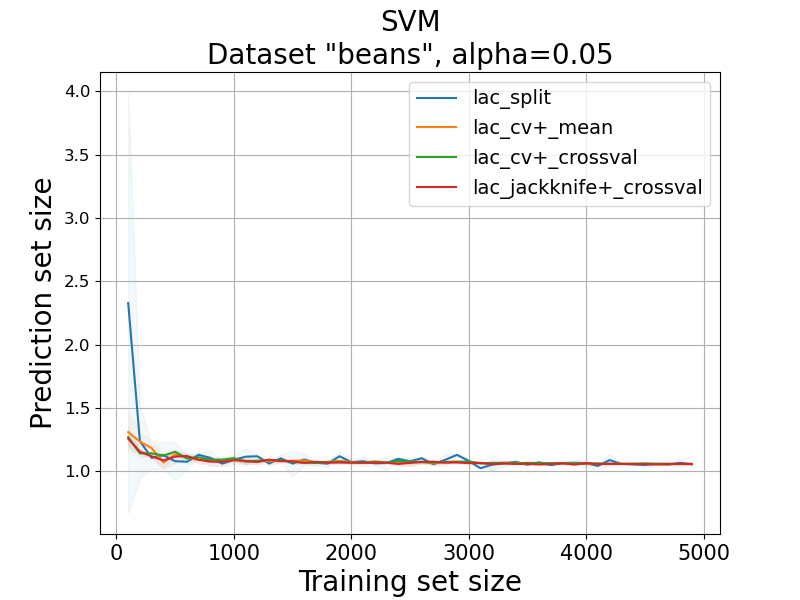 SVM
Dataset "beans", alpha=0.05
lac_split
lac_cv+_mean
lac_cv+_crossval
lac_jackknife+_crossval
Prediction set size
4.0
3.5
3.0
2.5
2.0
1.5
1.0
0 1000 2000 3000 4000 5000
Training set size